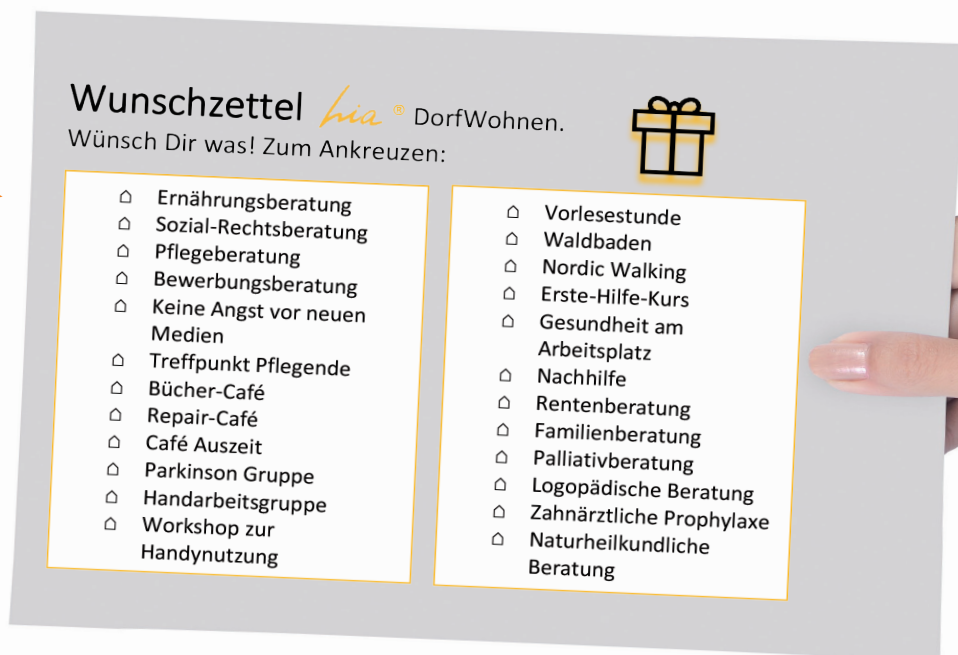 Wunschzettel hia® DorfWohnen.
Wünsch Dir was! Zum Ankreuzen:
Ernährungsberatung
Sozial-Rechtsberatung
Pflegeberatung
Bewerbungsberatung
Keine Angst vor neuen
Medien
Treffpunkt Pflegende
Bücher-Café
Repair-Café
Café Auszeit
Parkinson Gruppe
Handarbeitsgruppe
Workshop zur
Handynutzung
Vorlesestunde
Waldbaden
Nordic Walking
Erste-Hilfe-Kurs
Gesundheit am
Arbeitsplatz
Nachhilfe
Rentenberatung
Familienberatung
Palliativberatung
Logopädische Beratung
Zahnärztliche Prophylaxe
Naturheilkundliche
Beratung